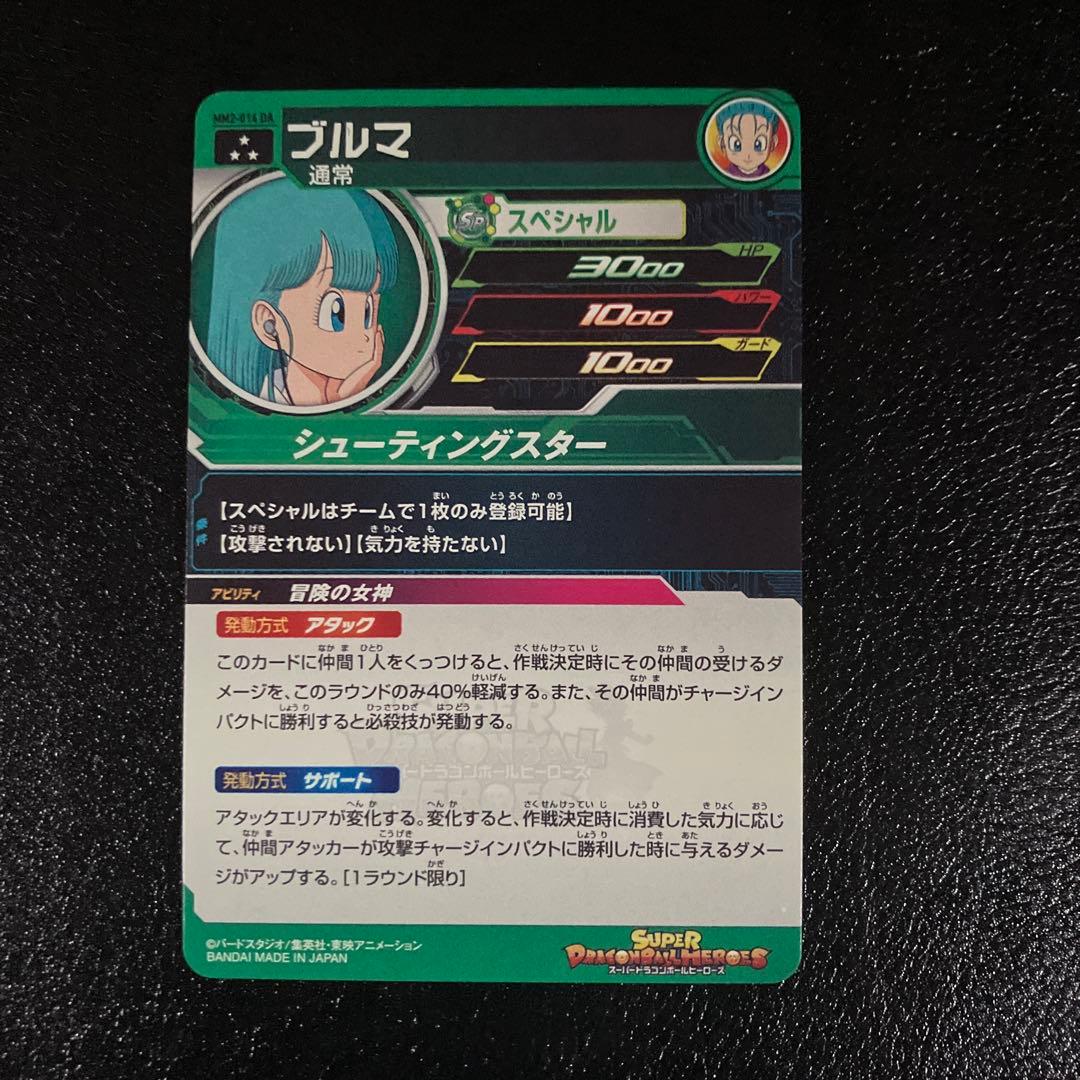 MM2-014 DA
ブルマ
通常
SP スペシャル
HP
3000
パワー
1000
ガード
1000
シューティングスター
【スペシャルはチームで1枚のみ登録可能】
【攻撃されない】【気力を持たない】
アビリティ 冒険の女神
発動方式 アタック
このカードに仲間1人をくっつけると、作戦決定時にその仲間の受けるダ
メージを、このラウンドのみ40%軽減する。また、その仲間がチャージイン
パクトに勝利すると必殺技が発動する。
発動方式 サポート
アタックエリアが変化する。変化すると、作戦決定時に消費した気力に応じ
て、仲間アタッカーが攻撃チャージインパクトに勝利した時に与えるダメー
ジがアップする。[1ラウンド限り]
©バードスタジオ/集英社・東映アニメーション
BANDAI MADE IN JAPAN
SUPER
DRAGONBALL HEROES
スーパードラゴンボールヒーローズ